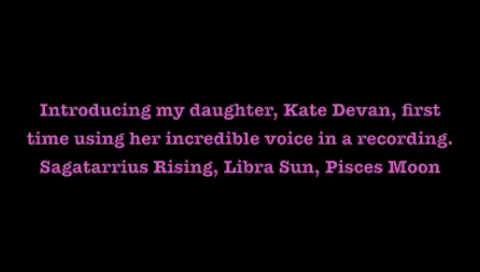 Introducing my daughter, Kate Devan, first
time using her incredible voice in a recording.
Sagatarrius Rising, Libra Sun, Pisces Moon